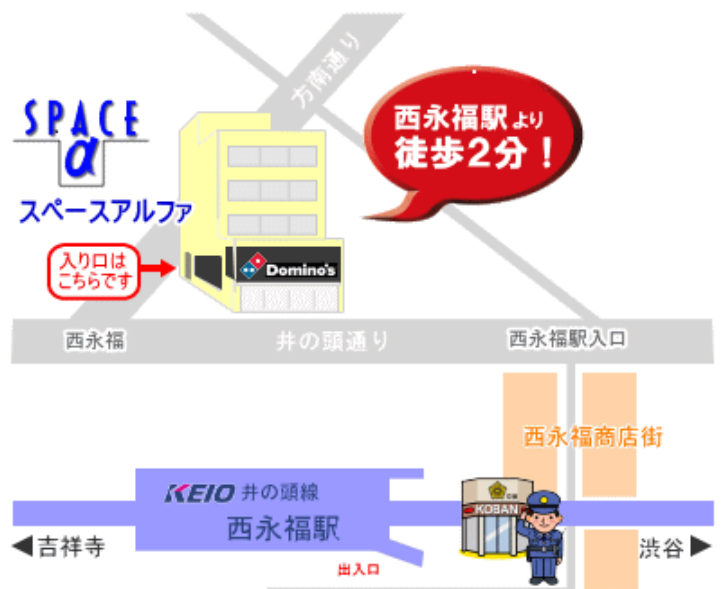 方南通り
SPACE
α
スペースアルファ
西永福駅より
徒歩2分！
入り口は
こちらです
Domino's
西永福
井の頭通り
西永福駅入口
西永福商店街
KEIO 井の頭線
西永福駅
KOBAN
◀吉祥寺
渋谷▶
出入口